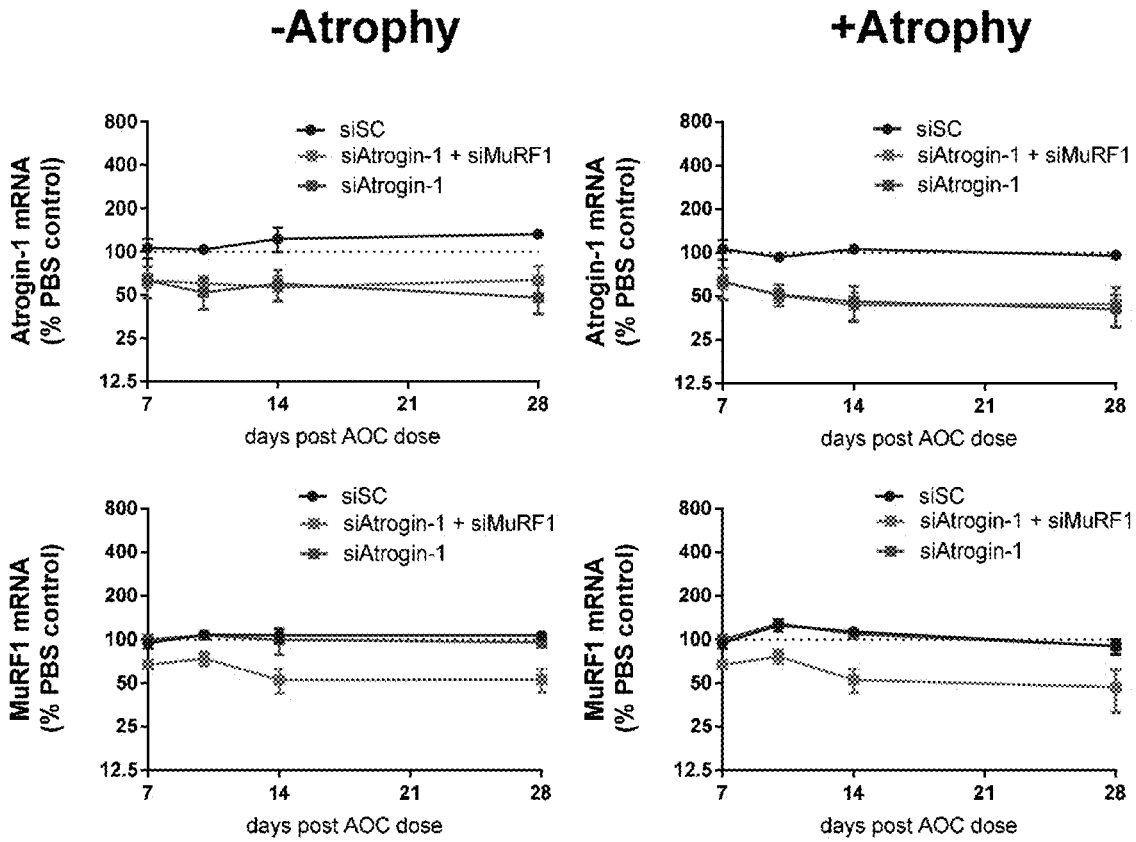 -Atrophy
+Atrophy
Atrogin-1 mRNA
(% PBS control)
800
400
200
100
50
25
12.5
siSC
siAtrogin-1 + siMuRF1
siAtrogin-1
7
14
21
28
days post AOC dose
Atrogin-1 mRNA
(% PBS control)
800
400
200
100
50
25
12.5
siSC
siAtrogin-1 + siMuRF1
siAtrogin-1
7
14
21
28
days post AOC dose
MuRF1 mRNA
(% PBS control)
800
400
200
100
50
25
12.5
siSC
siAtrogin-1 + siMuRF1
siAtrogin-1
7
14
21
28
days post AOC dose
MuRF1 mRNA
(% PBS control)
800
400
200
100
50
25
12.5
siSC
siAtrogin-1 + siMuRF1
siAtrogin-1
7
14
21
28
days post AOC dose